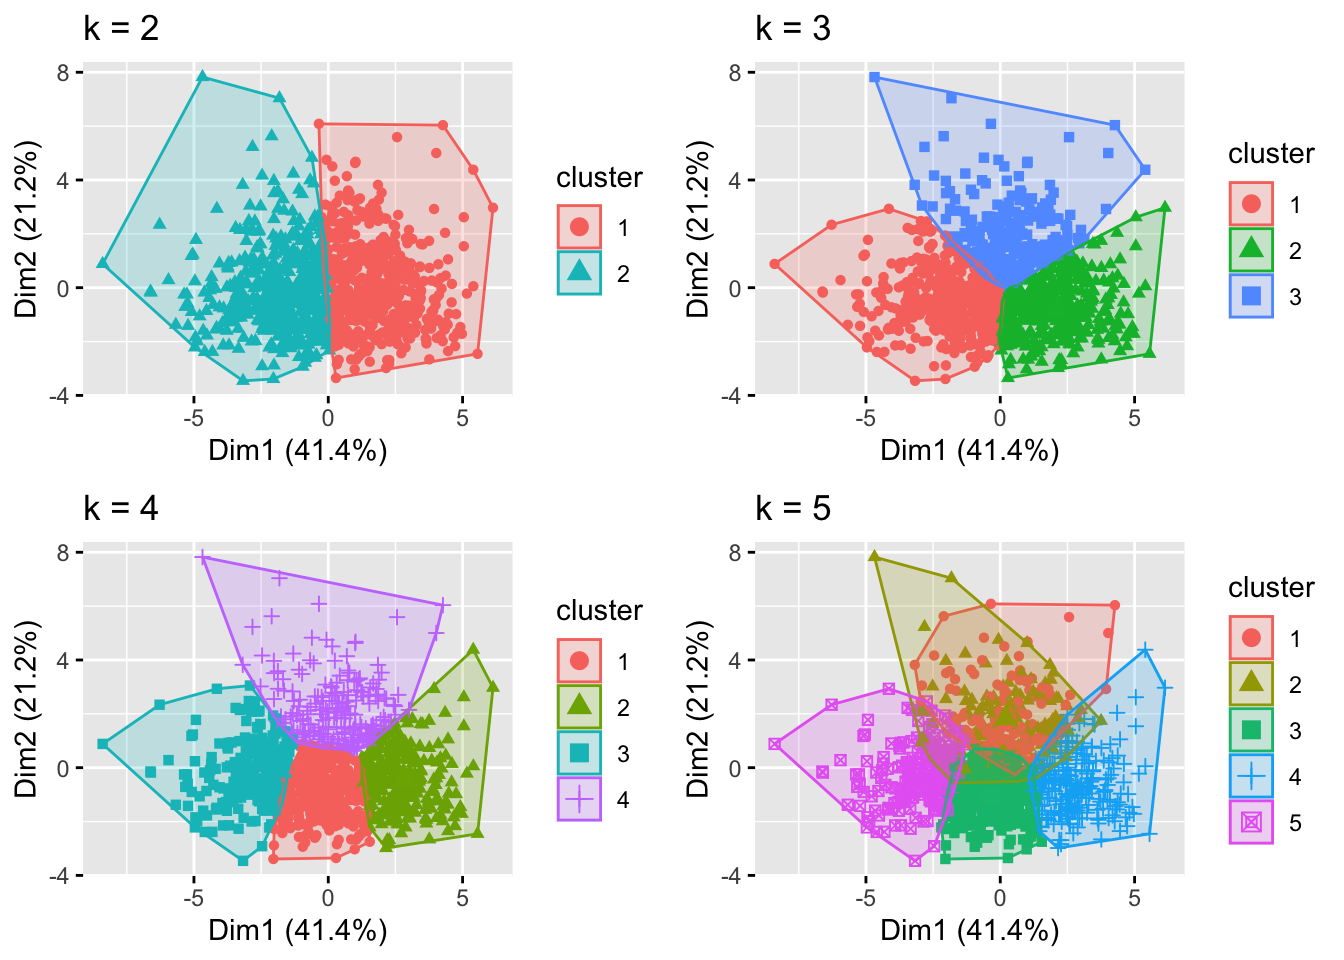 k = 2
8
4
0
-4
-5
0
5
Dim2 (21.2%)
Dim1 (41.4%)
cluster
1
2
k = 3
8
4
0
-4
-5
0
5
Dim2 (21.2%)
Dim1 (41.4%)
cluster
1
2
3
k = 4
8
4
0
-4
-5
0
5
Dim2 (21.2%)
Dim1 (41.4%)
cluster
1
2
3
4
k = 5
8
4
0
-4
-5
0
5
Dim2 (21.2%)
Dim1 (41.4%)
cluster
1
2
3
4
5